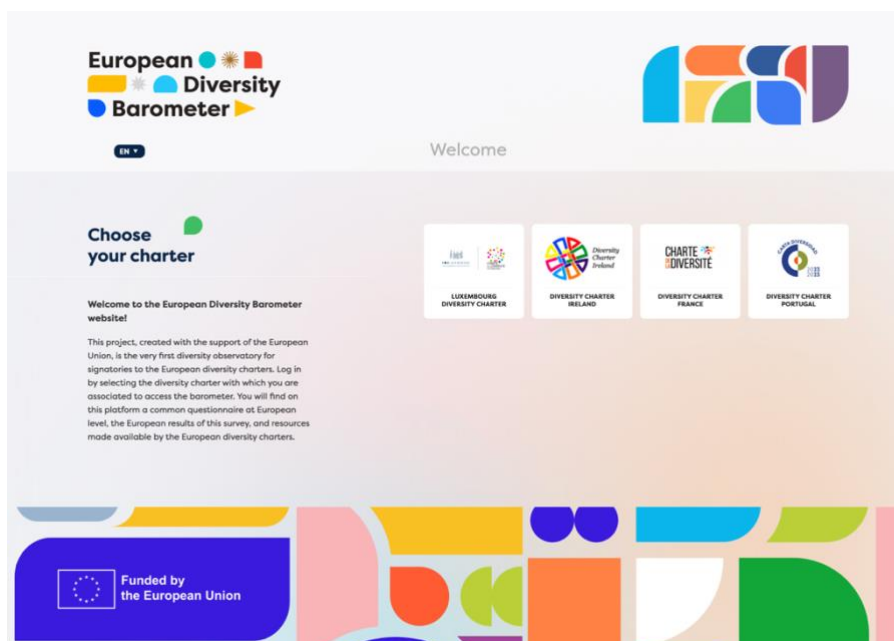 European
Diversity
Barometer
EN
Welcome
Choose
your charter
Welcome to the European Diversity Barometer
website!
This project, created with the support of the European
Union, is the very first diversity observatory for
signatories to the European diversity charters. Log in
by selecting the diversity charter with which you are
associated to access the barometer. You will find on
this platform a common questionnaire at European
level, the European results of this survey, and resources
made available by the European diversity charters.
LUXEMBOURG
DIVERSITY CHARTER
Diversity
Charter
Ireland
DIVERSITY CHARTER
IRELAND
CHARTE
DIVERSITÉ
DIVERSITY CHARTER
FRANCE
DIVERSITY CHARTER
PORTUGAL
Funded by
the European Union